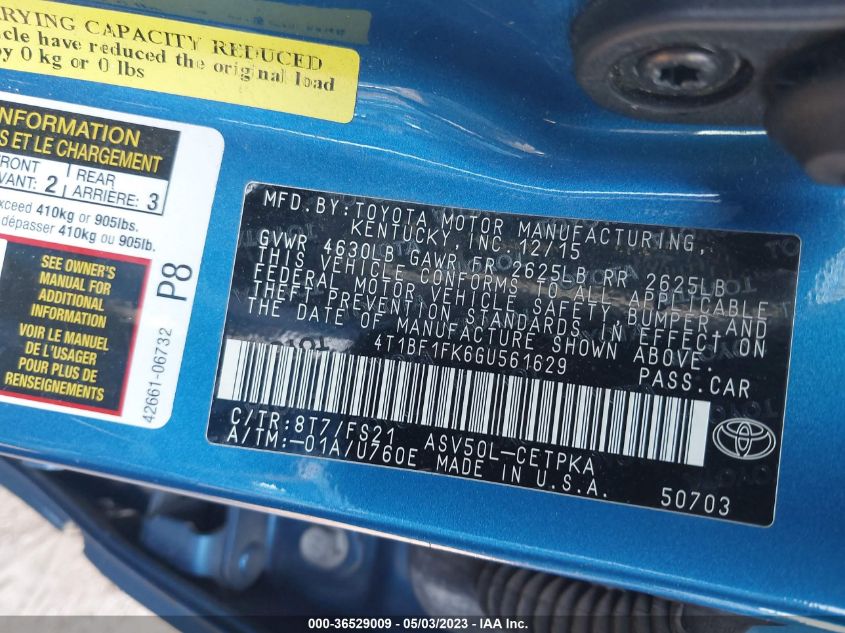 ARYING CAPACITY REDUCED
cle have reduced the original load
by 0 kg or 0 lbs
INFORMATION
S ET LE CHARGEMENT
FRONT
VANT: 2
REAR
ARRIÈRE: 3
exceed 410kg or 905lbs.
dépasser 410kg ou 905lb.
SEE OWNER'S
MANUAL FOR
ADDITIONAL
INFORMATION
VOIR LE MANUEL
DE L'USAGER
POUR PLUS DE
RENSEIGNEMENTS
P8
42661-06732
MFD. BY: TOYOTA MOTOR MANUFACTURING,
KENTUCKY, INC. 12/15
GVWR 4630LB GAWR FR 2625LB RR 2625LB
THIS VEHICLE CONFORMS TO ALL APPLICABLE
FEDERAL MOTOR VEHICLE SAFETY, BUMPER, AND
THEFT PREVENTION STANDARDS IN EFFECT ON
THE DATE OF MANUFACTURE SHOWN ABOVE.
4T1BF1FK6GU561629
PASS. CAR
C/TR: 8T7/FS21 ASV50L-CETPKA
A/TM: -01A/U760E MADE IN U.S.A.
50703
000-36529009 - 05/03/2023 - IAA Inc.